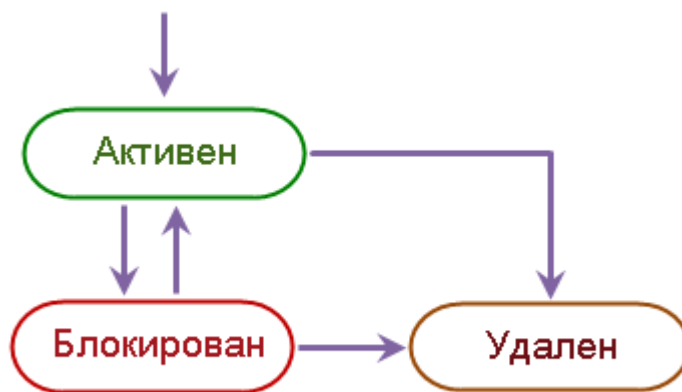 Активен
Блокирован
Удален